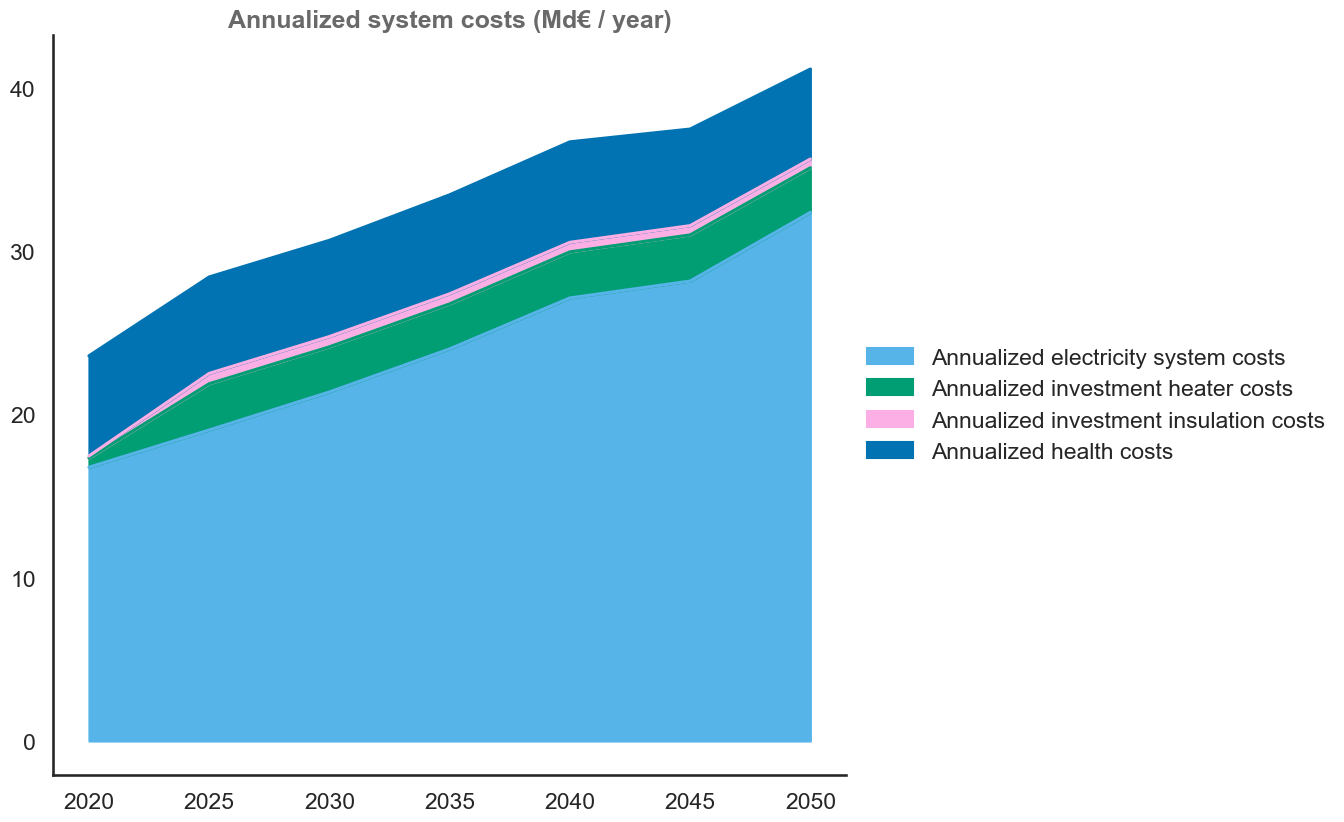 Annualized system costs (Md€ / year)
40
30
20
10
0
2020 2025 2030 2035 2040 2045 2050
Annualized electricity system costs
Annualized investment heater costs
Annualized investment insulation costs
Annualized health costs